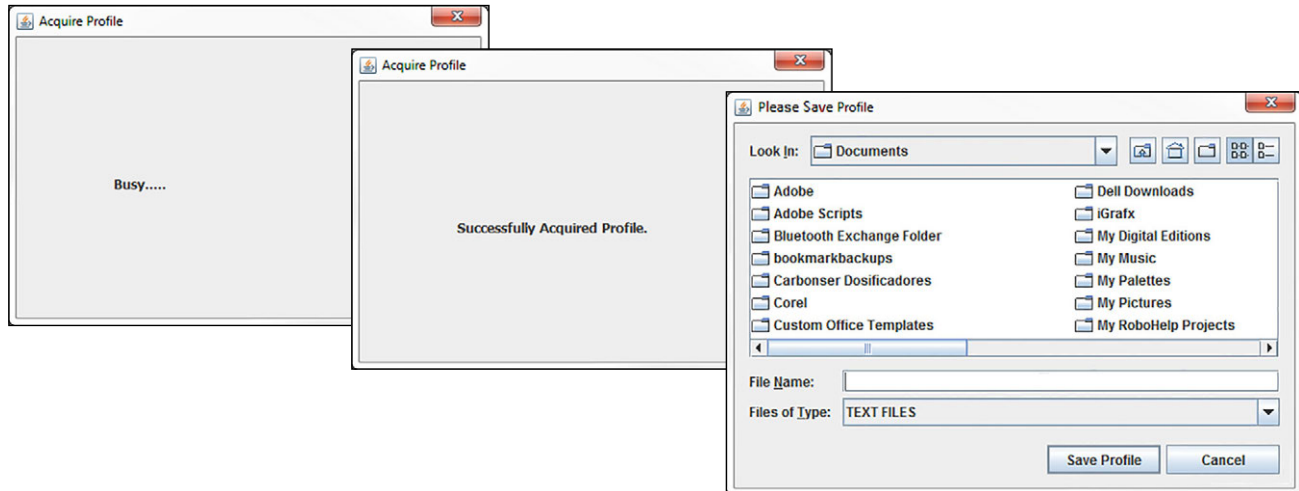 Acquire Profile
Busy.....
Acquire Profile
Successfully Acquired Profile.
Please Save Profile
Look In: Documents
Adobe
Adobe Scripts
Bluetooth Exchange Folder
bookmarkbackups
Carbonser Dosificadores
Corel
Custom Office Templates
Dell Downloads
iGrafx
My Digital Editions
My Music
My Palettes
My Pictures
My RoboHelp Projects
File Name:
Files of Type: TEXT FILES
Save Profile Cancel